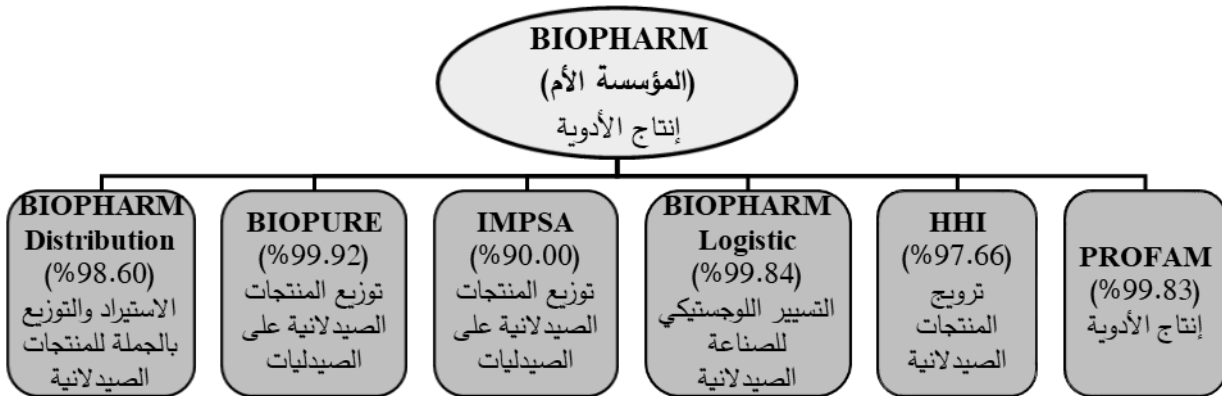 BIOPHARM
(المؤسسة الأم)
إنتاج الأدوية
BIOPHARM
Distribution
(%98.60)
الاستيراد والتوزيع
بالجملة للمنتجات
الصيدلانية
BIOPURE
(%99.92)
توزيع المنتجات
الصيدلانية على
الصيدليات
IMPSA
(%90.00)
توزيع المنتجات
الصيدلانية على
الصيدليات
BIOPHARM
Logistic
(%99.84)
التسيير اللوجستيكي
للصناعة
الصيدلانية
HHI
(%97.66)
ترويج
المنتجات
الصيدلانية
PROFAM
(%99.83)
إنتاج الأدوية